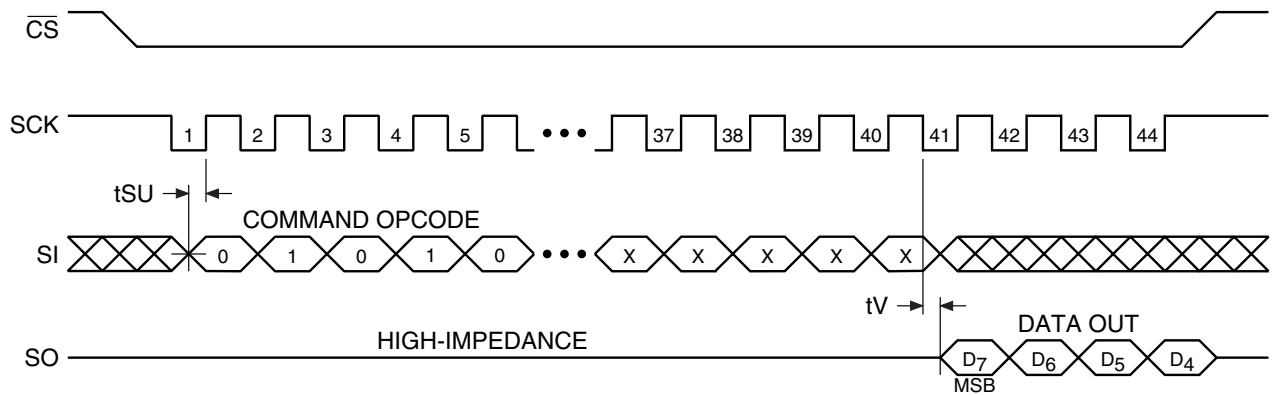 CS
SCK 1 2 3 4 5 ••• 37 38 39 40 41 42 43 44
tSU
COMMAND OPCODE
SI 0 1 0 1 0 ••• X X X X X
tV
HIGH-IMPEDANCE
DATA OUT
SO D7 D6 D5 D4
MSB